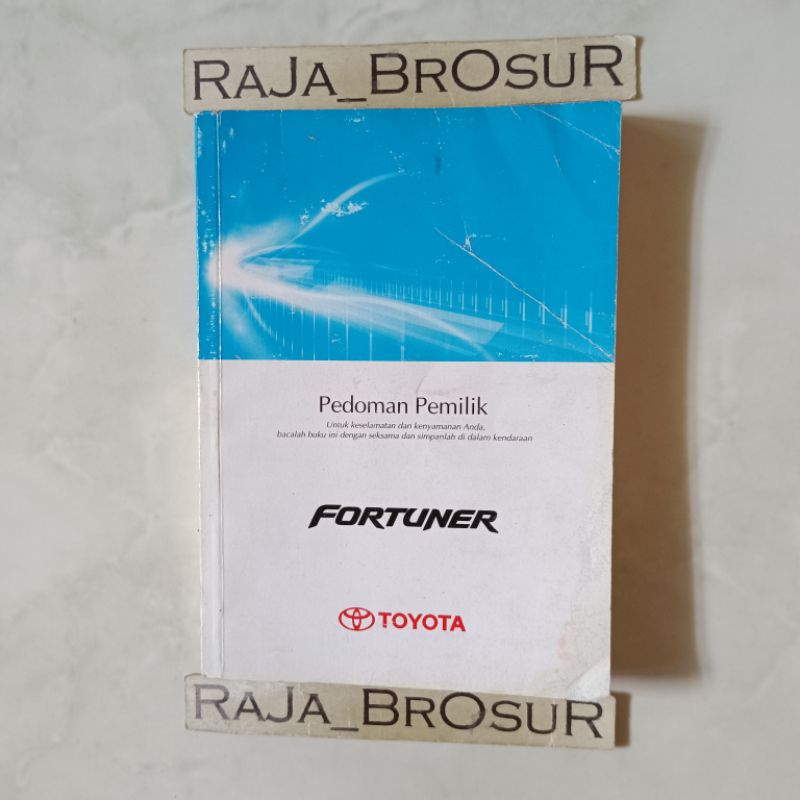 RAJA_BROSUR
Pedoman Pemilik
Untuk keselamatan dan kenyamanan Anda,
bacalah buku ini dengan seksama dan simpanlah di dalam kendaraan
FORTUNER
TOYOTA
RAJA_BROSUR